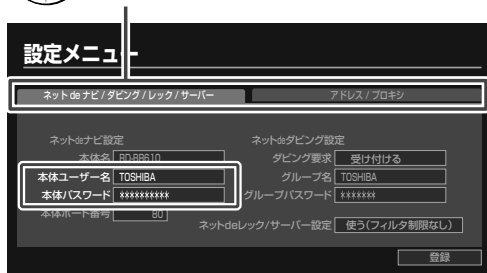 設定メニュー
ネット de ナビ / ダビング / レック / サーバー
アドレス / プロキシ
ネットdeナビ設定
ネットdeダビング設定
本体名 RD-BR610
ダビング要求 受け付ける
本体ユーザー名 TOSHIBA
グループ名 TOSHIBA
本体パスワード **********
グループパスワード *******
本体ポート番号 80
ネットdeレック/サーバー設定 使う(フィルタ制限なし)
登録